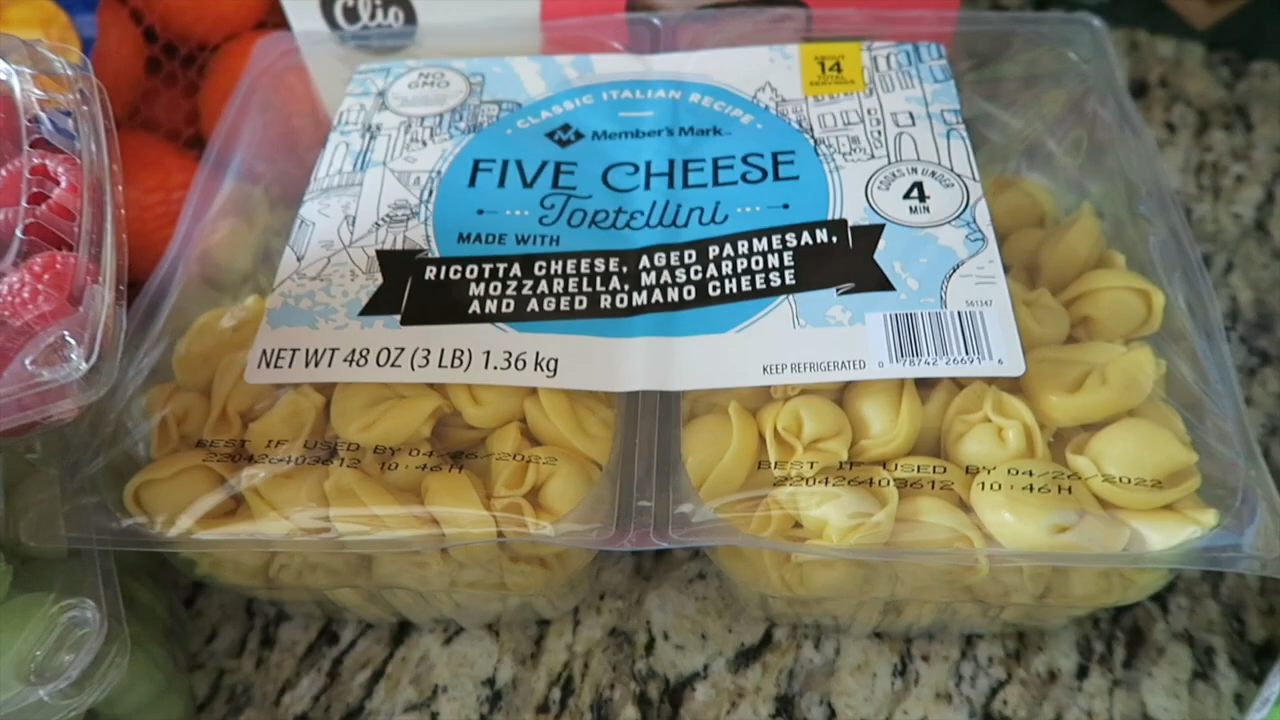 Clio
NO
GMO
ABOUT
14
TOTAL
SERVINGS
CLASSIC ITALIAN RECIPE
M Member's Mark™
FIVE CHEESE
Tortellini
MADE WITH
RICOTTA CHEESE, AGED PARMESAN,
MOZZARELLA, MASCARPONE
AND AGED ROMANO CHEESE
COOKS IN UNDER
4
MIN
561347
NET WT 48 OZ (3 LB) 1.36 kg
KEEP REFRIGERATED
0 78742 26691 6
BEST IF USED BY 04/26/2022
220426403612 10:46H
BEST IF USED BY 04/26/2022
220426403612 10:46H